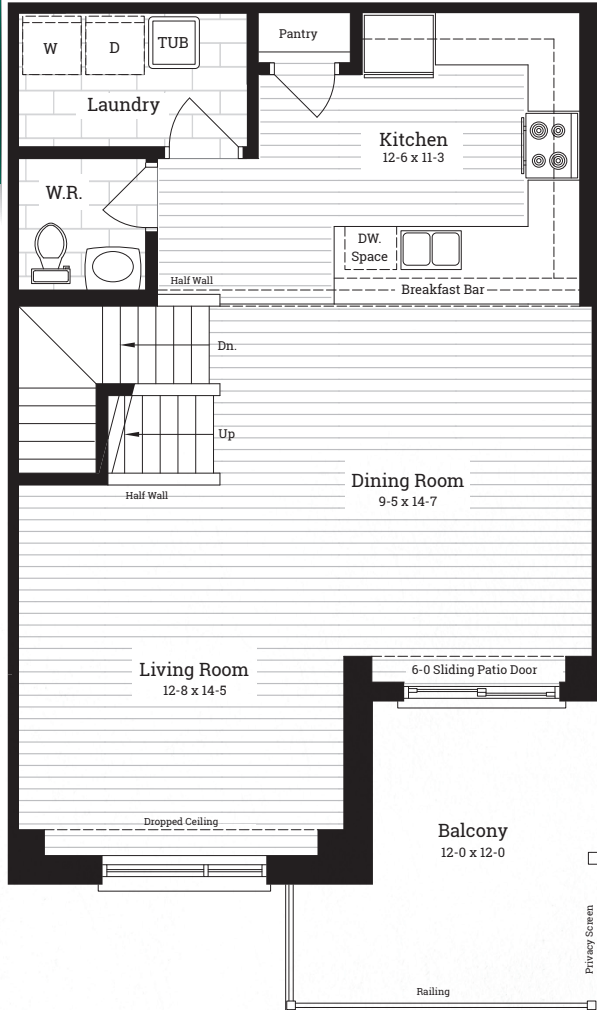 W
D
TUB
Pantry
Laundry
Kitchen
12-6 x 11-3
W.R.
DW.
Space
Half Wall
Breakfast Bar
Dn.
Up
Half Wall
Dining Room
9-5 x 14-7
Living Room
12-8 x 14-5
6-0 Sliding Patio Door
Dropped Ceiling
Balcony
12-0 x 12-0
Privacy Screen
Railing